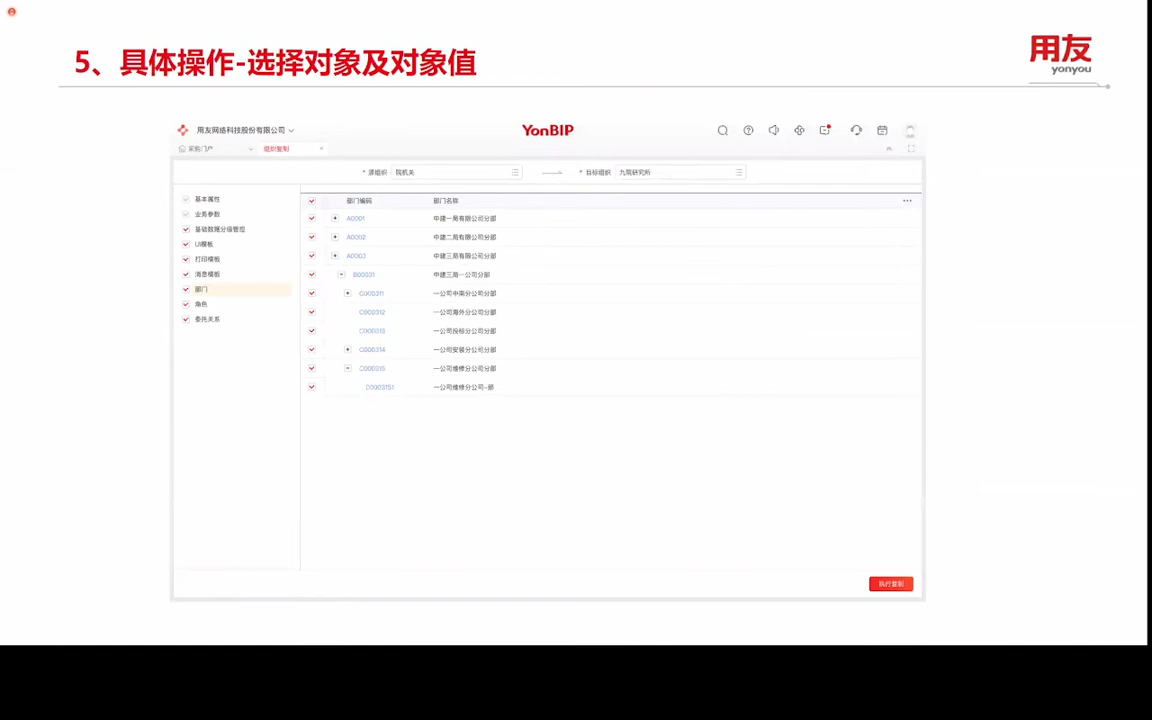 5、具体操作-选择对象及对象值
用友
yonyou
用友网络科技股份有限公司
YonBIP
采购门户
组织复制
* 源组织 院机关
* 目标组织 九院研究所
基本属性
业务参数
基础数据分级管控
UI模板
打印模板
消息模板
部门
角色
委托关系
部门编码 部门名称
A0001 中建一局有限公司分部
A0002 中建二局有限公司分部
A0003 中建三局有限公司分部
B00031 中建三局一公司分部
C000311 一公司中南分公司分部
C000312 一公司海外分公司分部
C000313 一公司投标分公司分部
C000314 一公司安装分公司分部
C000315 一公司维修分公司分部
D0003151 一公司维修分公司一部
执行复制